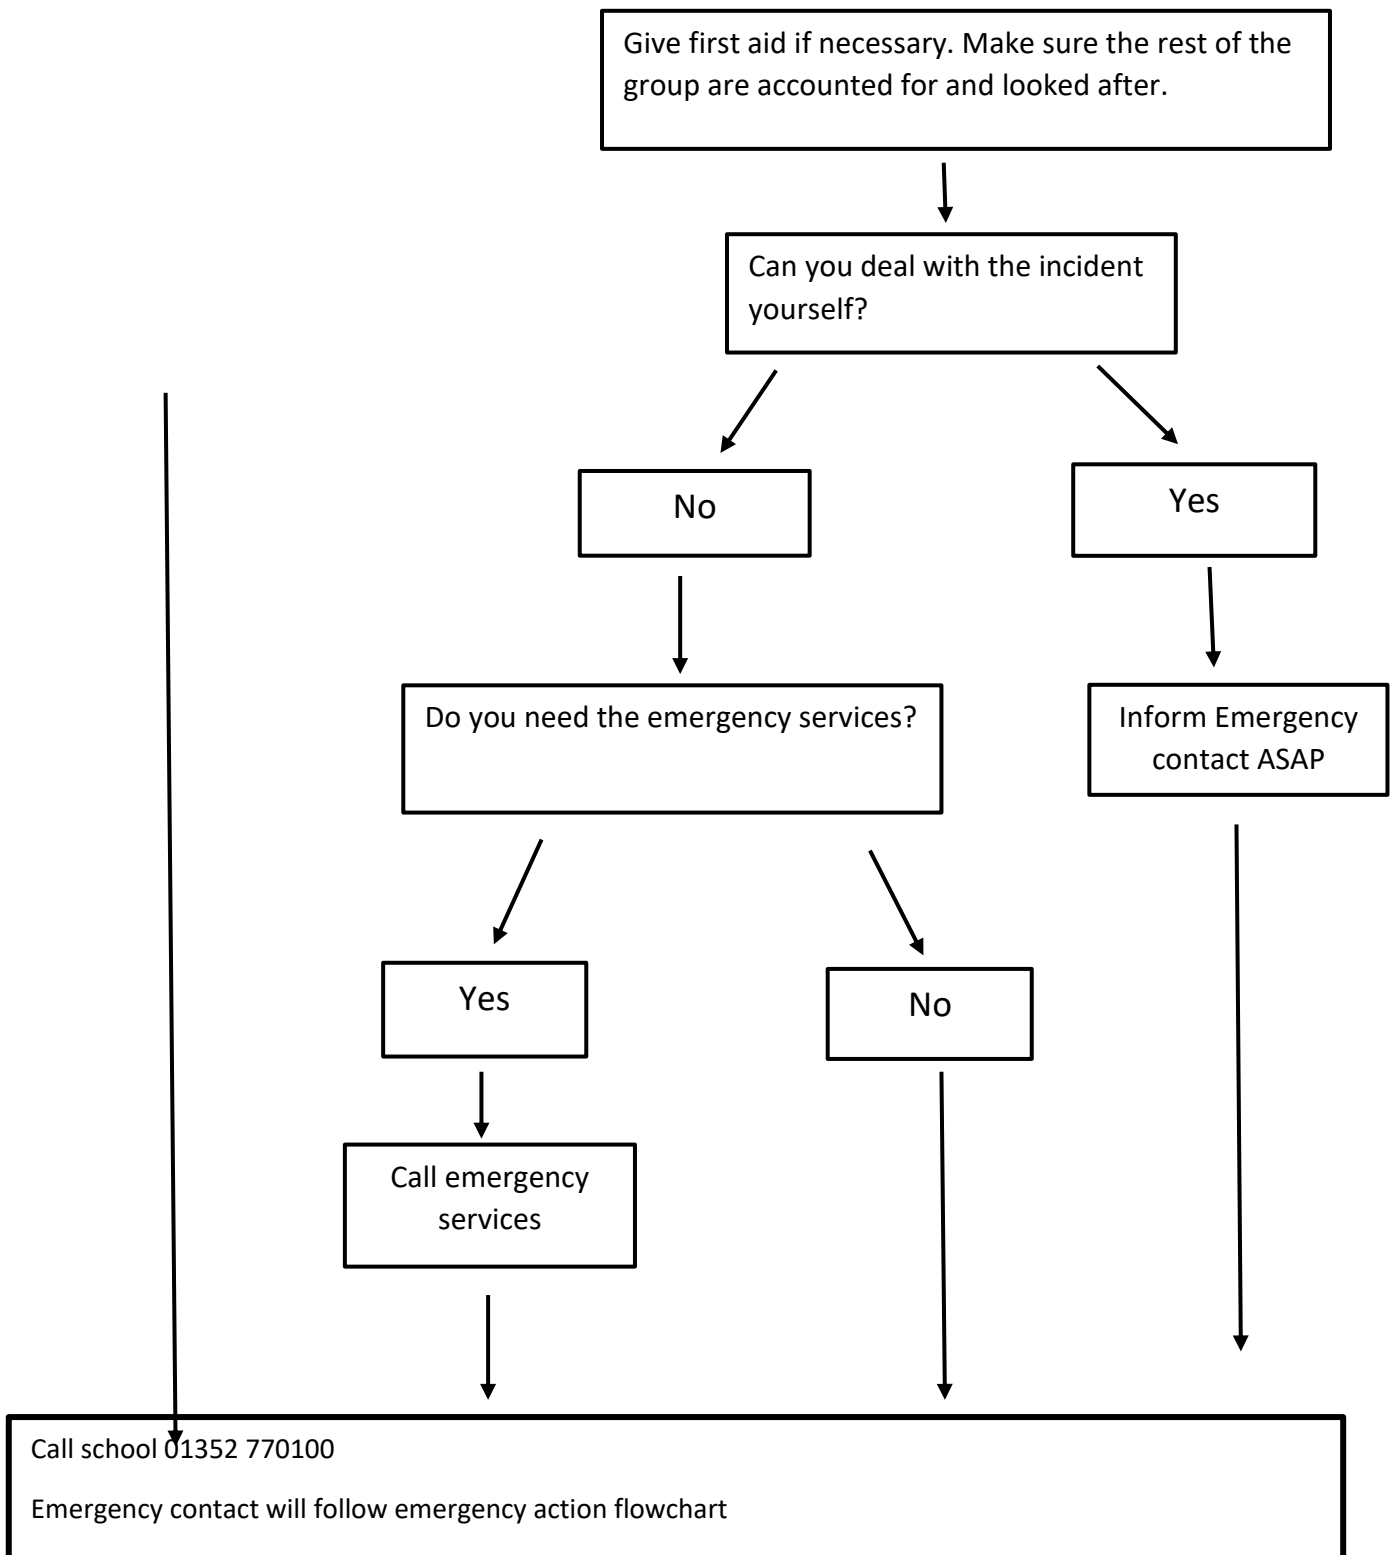 Give first aid if necessary. Make sure the rest of the
group are accounted for and looked after.
Can you deal with the incident
yourself?
No
Yes
Do you need the emergency services?
Inform Emergency
contact ASAP
Yes
No
Call emergency
services
Call school 01352 770100
Emergency contact will follow emergency action flowchart